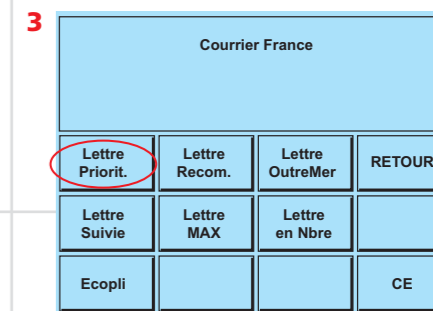 3
Courrier France
Lettre
Priorit.
Lettre
Recom.
Lettre
OutreMer
RETOUR
Lettre
Suivie
Lettre
MAX
Lettre
en Nbre
Ecopli
CE